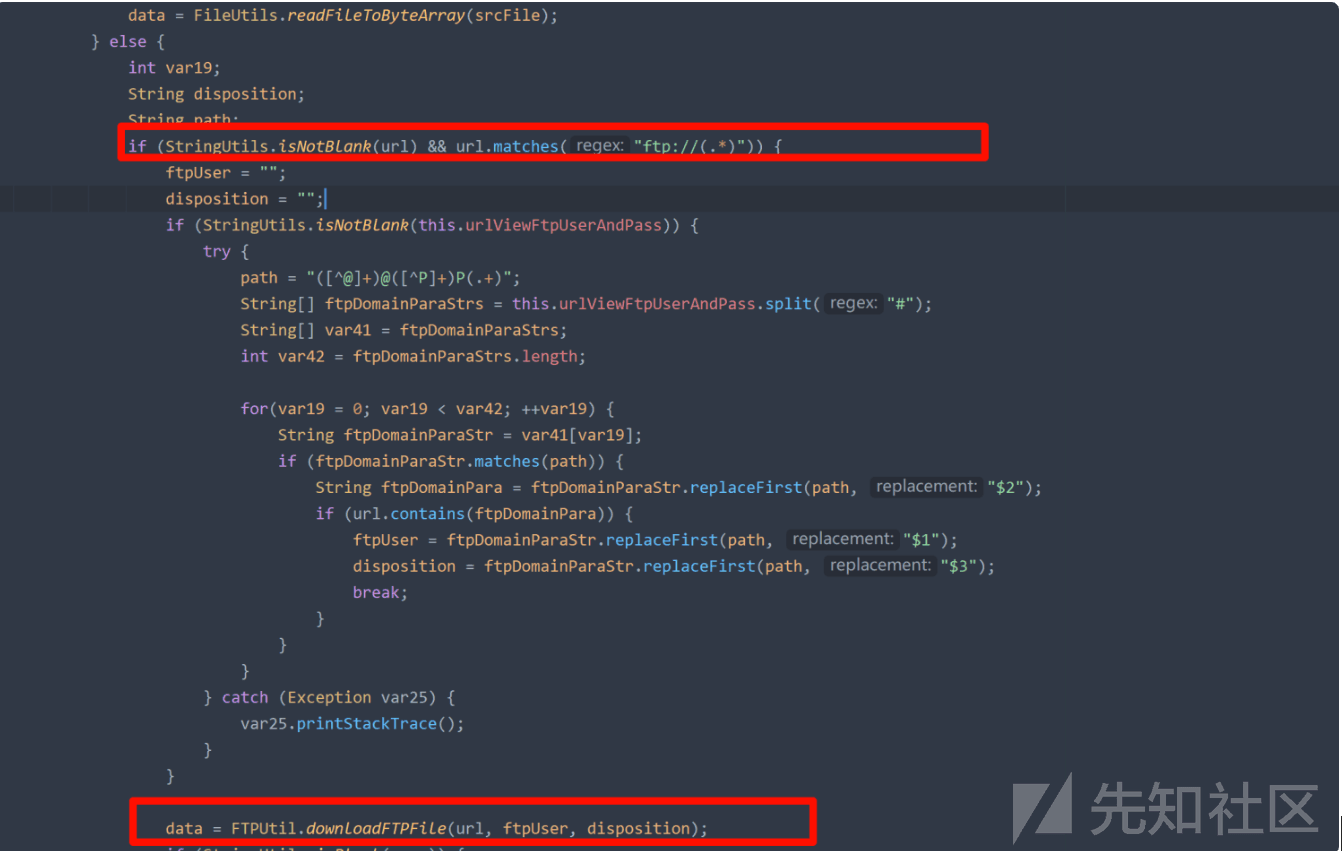 data = FileUtils.readFileToByteArray(srcFile);
} else {
int var19;
String disposition;
String path;
if (StringUtils.isNotBlank(url) && url.matches( regex: "ftp://(.*)")) {
ftpUser = "";
disposition = "";
if (StringUtils.isNotBlank(this.urlViewFtpUserAndPass)) {
try {
path = "([^@]+)@([^P]+)P(.+)";
String[] ftpDomainParaStrs = this.urlViewFtpUserAndPass.split( regex: "#");
String[] var41 = ftpDomainParaStrs;
int var42 = ftpDomainParaStrs.length;
for(var19 = 0; var19 < var42; ++var19) {
String ftpDomainParaStr = var41[var19];
if (ftpDomainParaStr.matches(path)) {
String ftpDomainPara = ftpDomainParaStr.replaceFirst(path, replacement: "$2");
if (url.contains(ftpDomainPara)) {
ftpUser = ftpDomainParaStr.replaceFirst(path, replacement: "$1");
disposition = ftpDomainParaStr.replaceFirst(path, replacement: "$3");
break;
}
}
}
} catch (Exception var25) {
var25.printStackTrace();
}
}
data = FTPUtil.downloadFTPFile(url, ftpUser, disposition);
先知社区